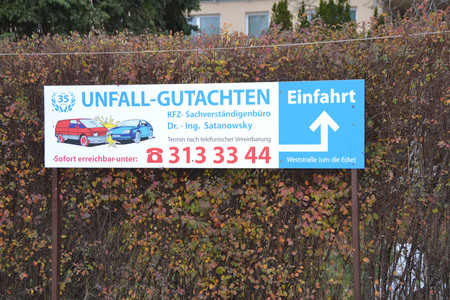 35
UNFALL-GUTACHTEN
KFZ- Sachverständigenbüro
Dr. - Ing. Satanowsky
Termin nach telefonischer Vereinbarung
-Sofort erreichbar-unter: ☎ 313 33 44
Einfahrt
Weststraße (um die Ecke)